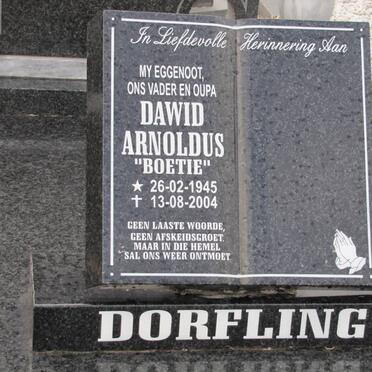 In Liefdevolle Herinnering Aan
MY EGGENOOT,
ONS VADER EN OUPA
DAWID
ARNOLDUS
"BOETIE"
★ 26-02-1945
✝ 13-08-2004
GEEN LAASTE WOORDE,
GEEN AFSKEIDSGROET.
MAAR IN DIE HEMEL
SAL ONS WEER ONTMOET.
DORFLING